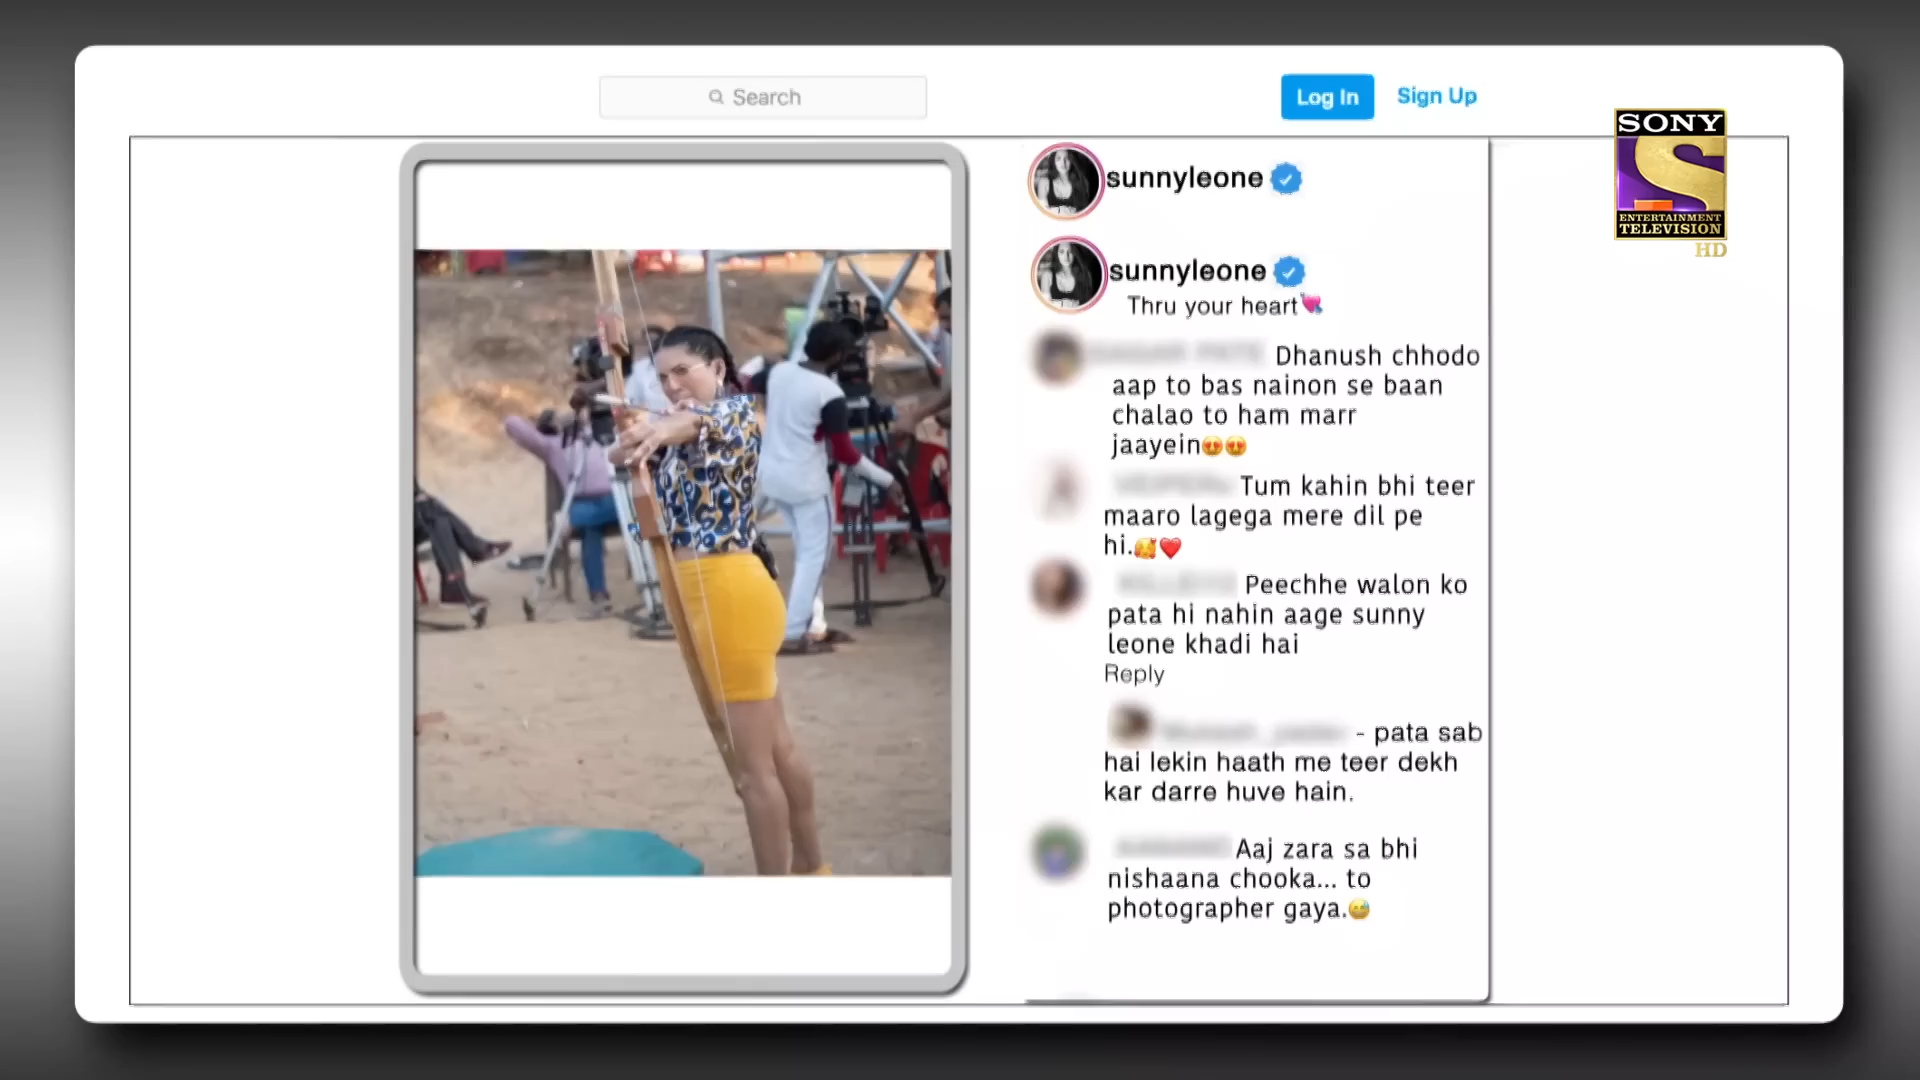 Search
Log In
Sign Up
SONY
ENTERTAINMENT
TELEVISION
HD
sunnyleone
sunnyleone
Thru your heart💘
Dhanush chhodo
aap to bas nainon se baan
chalao to ham marr
jaayein😍😍
Tum kahin bhi teer
maaro lagega mere dil pe
hi.🥰❤️
Peechhe walon ko
pata hi nahin aage sunny
leone khadi hai
Reply
- pata sab
hai lekin haath me teer dekh
kar darre huve hain.
Aaj zara sa bhi
nishaana chooka... to
photographer gaya.😅